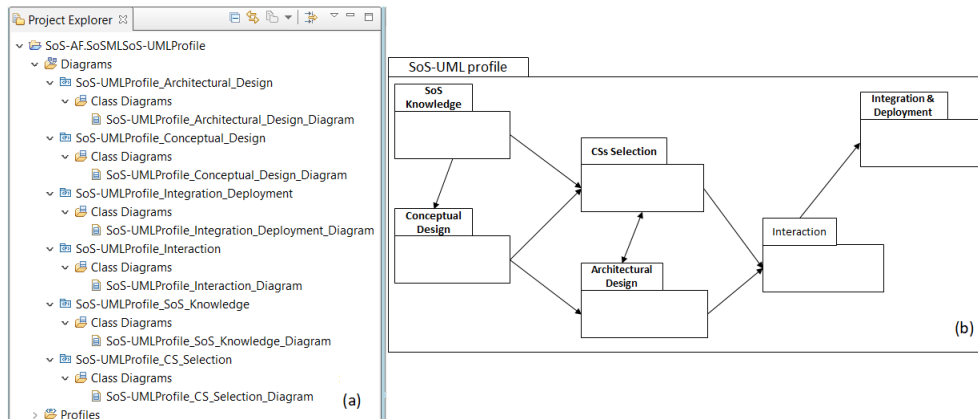 Project Explorer
SoS-AF.SoSMLSoS-UMLProfile
Diagrams
SoS-UMLProfile_Architectural_Design
Class Diagrams
SoS-UMLProfile_Architectural_Design_Diagram
SoS-UMLProfile_Conceptual_Design
Class Diagrams
SoS-UMLProfile_Conceptual_Design_Diagram
SoS-UMLProfile_Integration_Deployment
Class Diagrams
SoS-UMLProfile_Integration_Deployment_Diagram
SoS-UMLProfile_Interaction
Class Diagrams
SoS-UMLProfile_Interaction_Diagram
SoS-UMLProfile_SoS_Knowledge
Class Diagrams
SoS-UMLProfile_SoS_Knowledge_Diagram
SoS-UMLProfile_CS_Selection
Class Diagrams
SoS-UMLProfile_CS_Selection_Diagram
Profiles
(a)
SoS-UML profile
SoS
Knowledge
Integration &
Deployment
CSs Selection
Conceptual
Design
Interaction
Architectural
Design
(b)